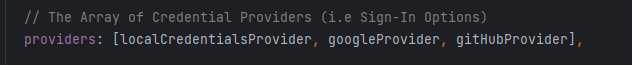 // The Array of Credential Providers (i.e Sign-In Options)
providers: [localCredentialsProvider, googleProvider, gitHubProvider],